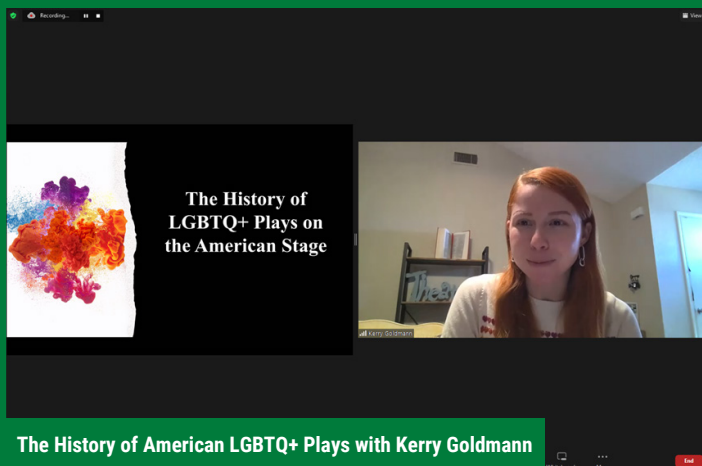 Recording...
View
The History of
LGBTQ+ Plays on
the American Stage
Kerry Goldmann
The History of American LGBTQ+ Plays with Kerry Goldmann
End